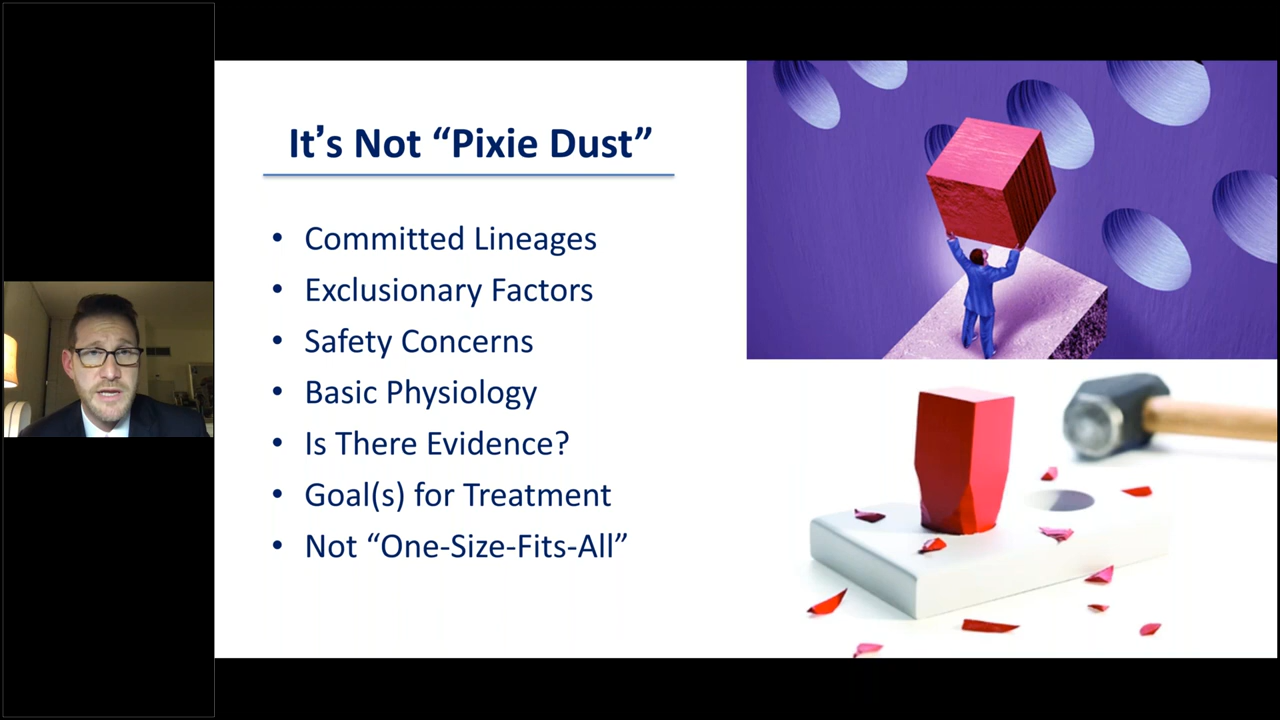 It’s Not “Pixie Dust”
• Committed Lineages
• Exclusionary Factors
• Safety Concerns
• Basic Physiology
• Is There Evidence?
• Goal(s) for Treatment
• Not “One-Size-Fits-All”